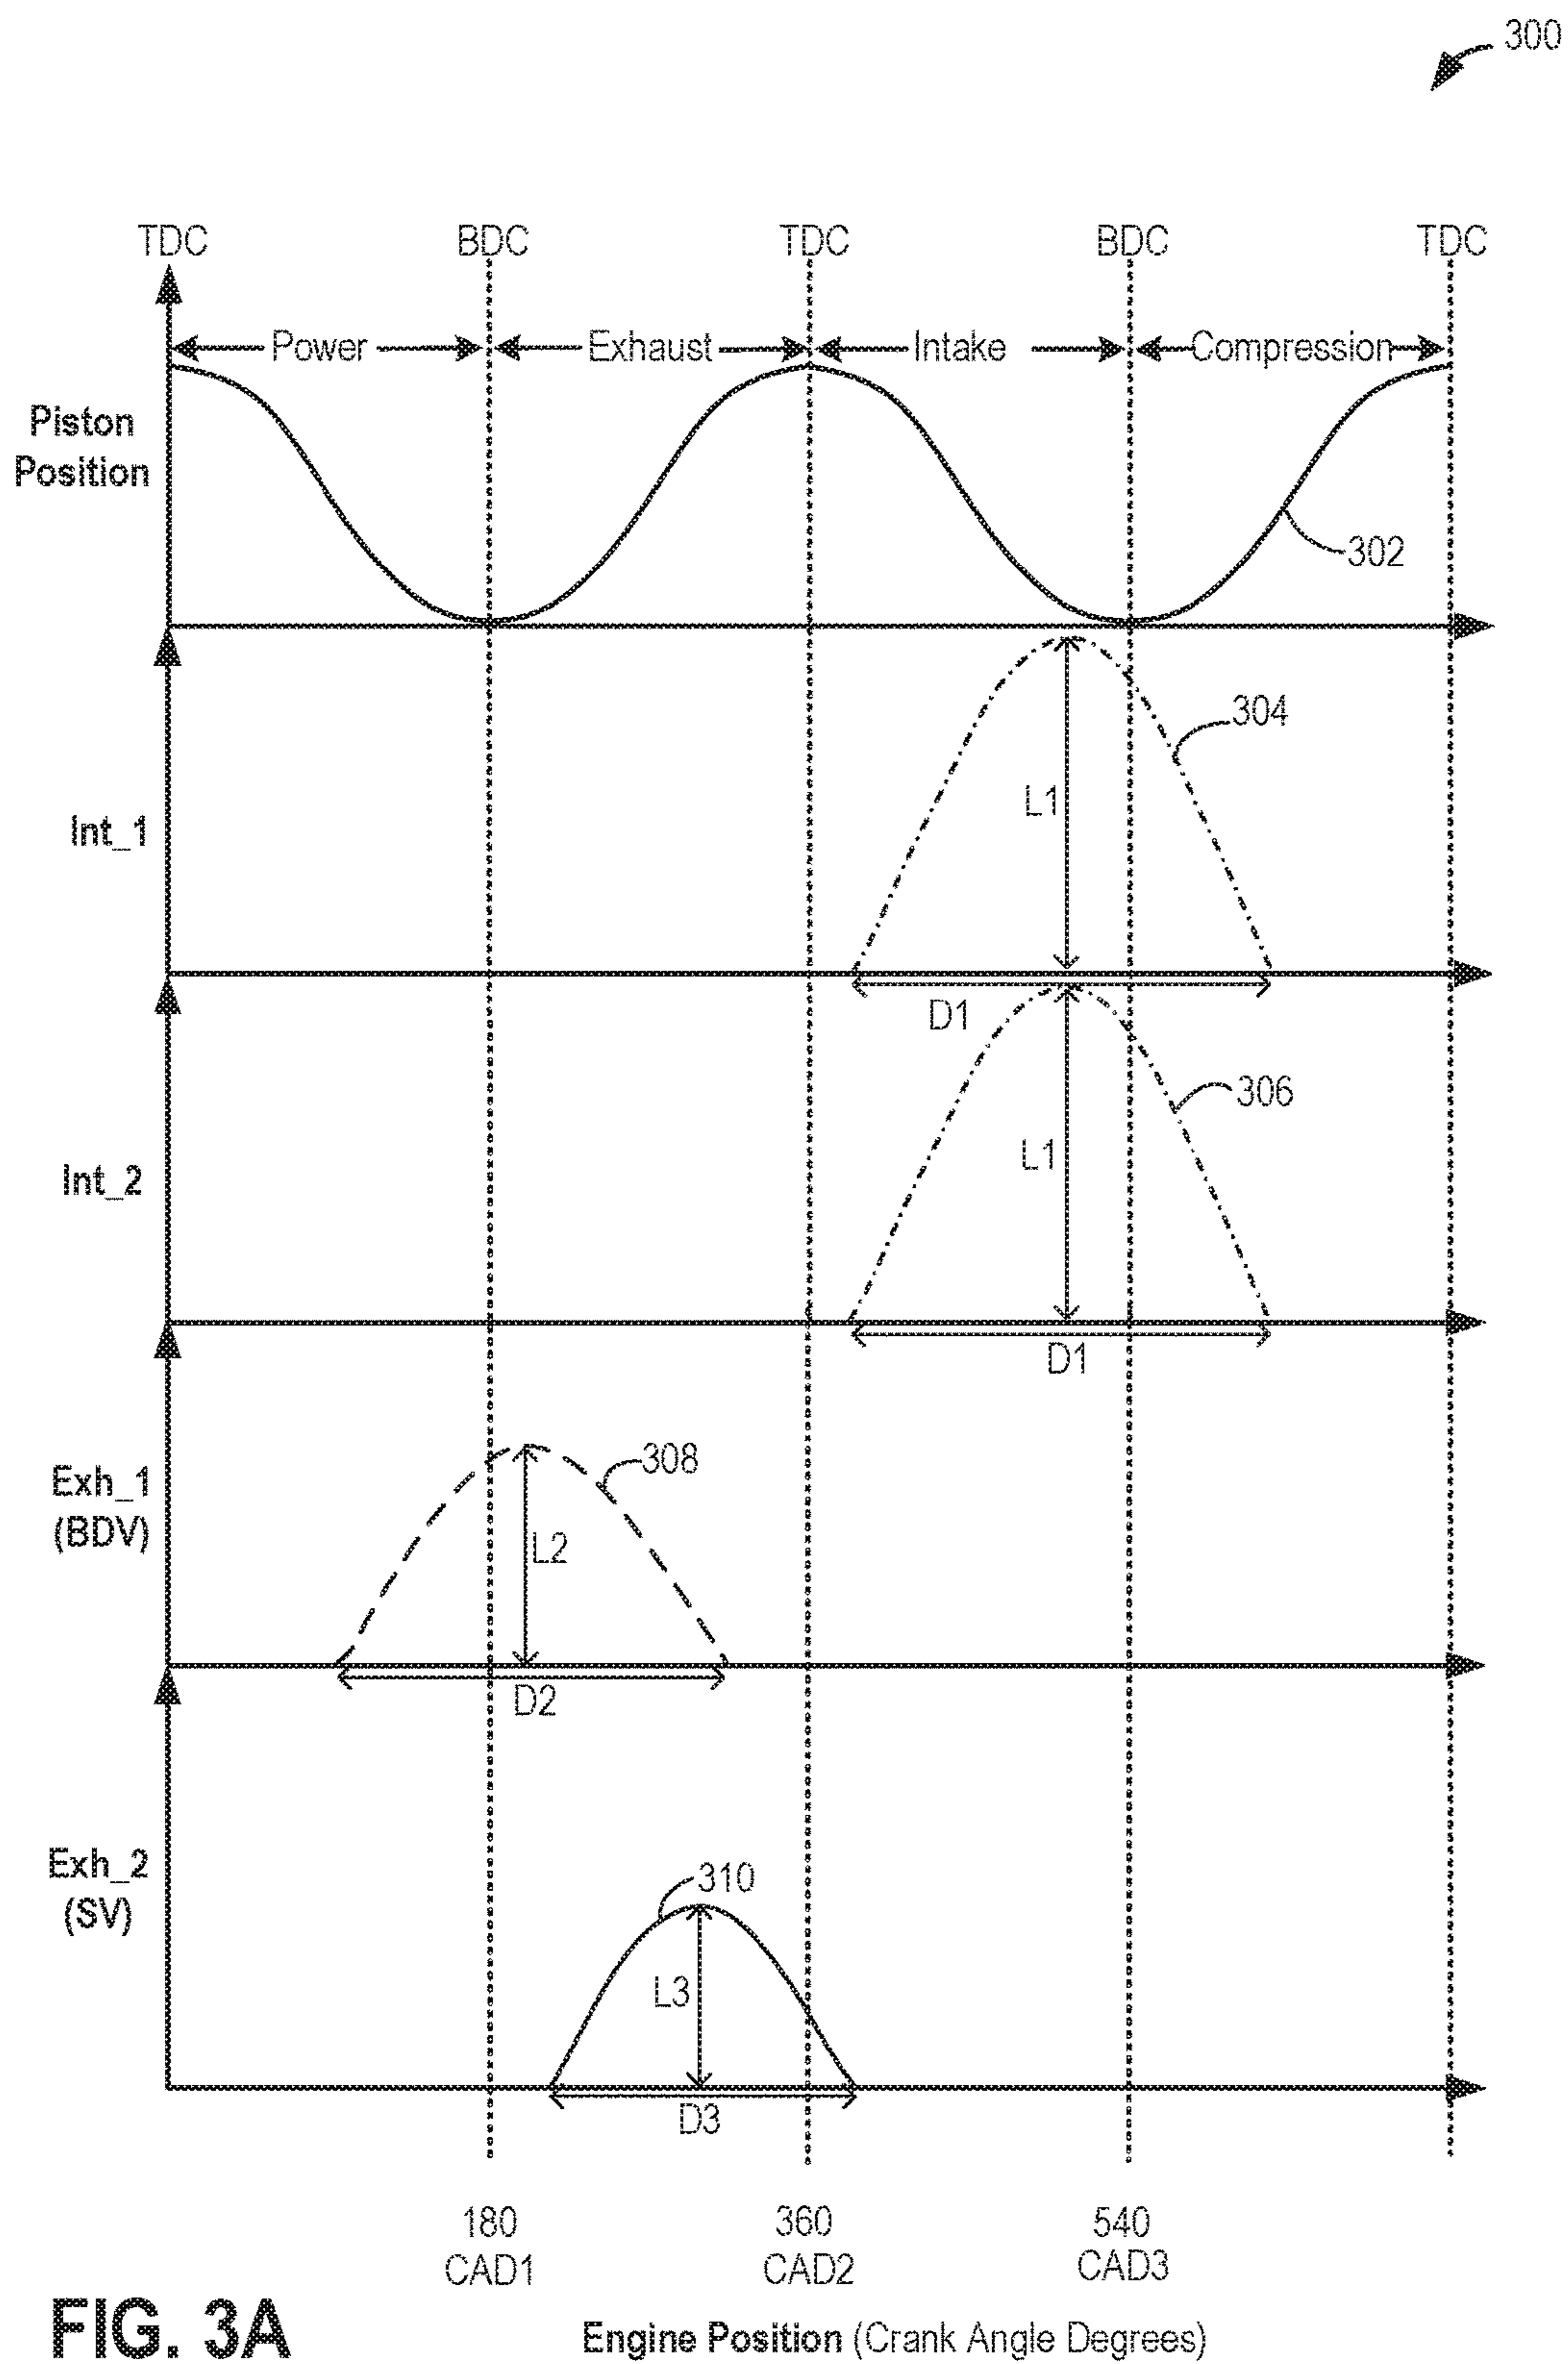 300
TDC BDC TDC BDC TDC
Power Exhaust Intake Compression
Piston
Position
302
304
L1
Int_1
D1
306
L1
Int_2
D1
308
Exh_1
(BDV)
L2
D2
310
Exh_2
(SV)
L3
D3
180 360 540
CAD1 CAD2 CAD3
FIG. 3A
Engine Position (Crank Angle Degrees)